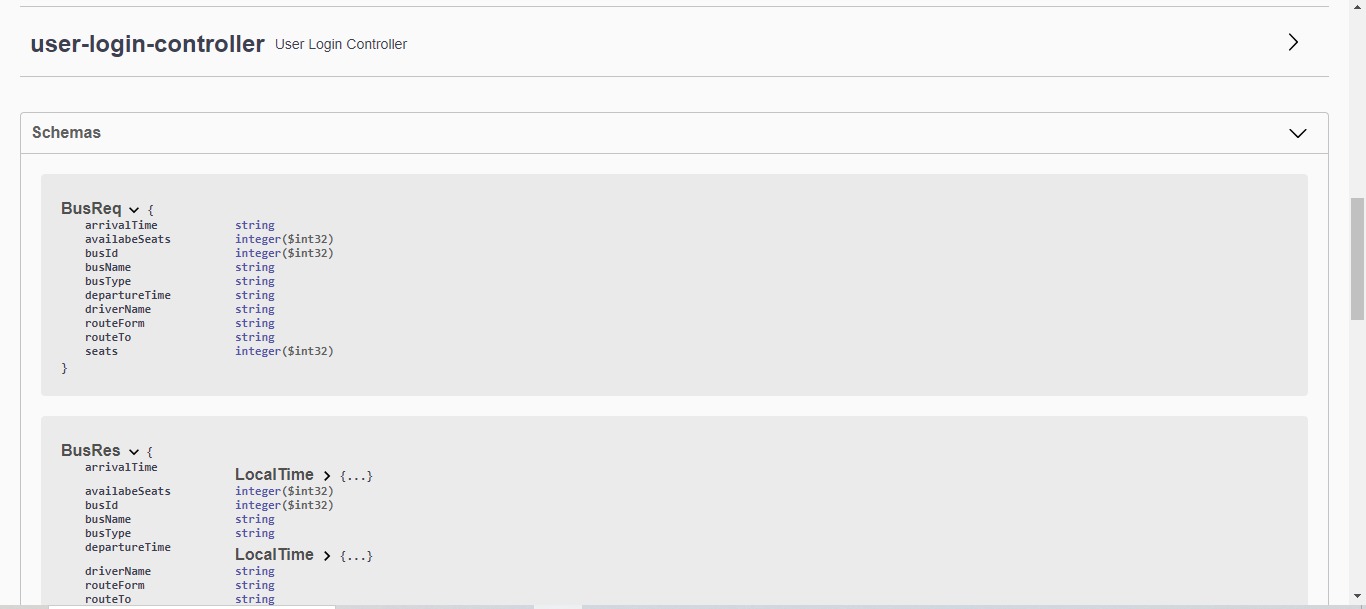 user-login-controller User Login Controller
Schemas
BusReq {
arrivalTime string
availabeSeats integer($int32)
busId integer($int32)
busName string
busType string
departureTime string
driverName string
routeForm string
routeTo string
seats integer($int32)
}
BusRes {
arrivalTime LocalTime {...}
availabeSeats integer($int32)
busId integer($int32)
busName string
busType string
departureTime LocalTime {...}
driverName string
routeForm string
routeTo string